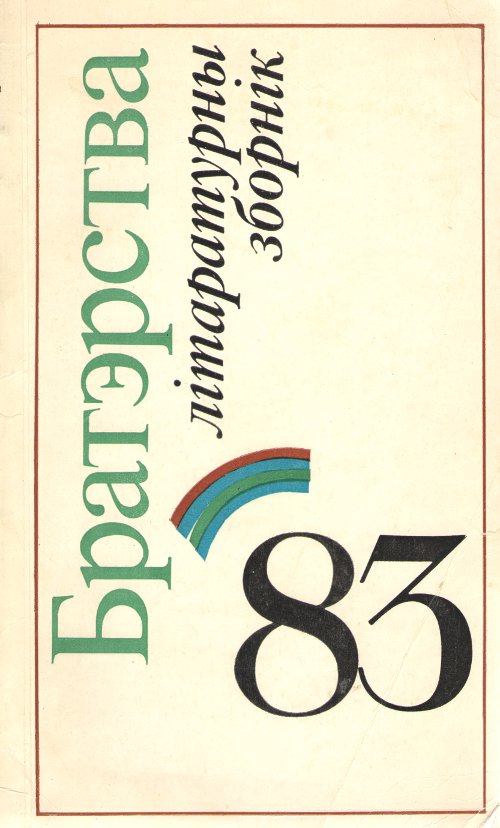 Братэрства
літаратурны
зборнік
83